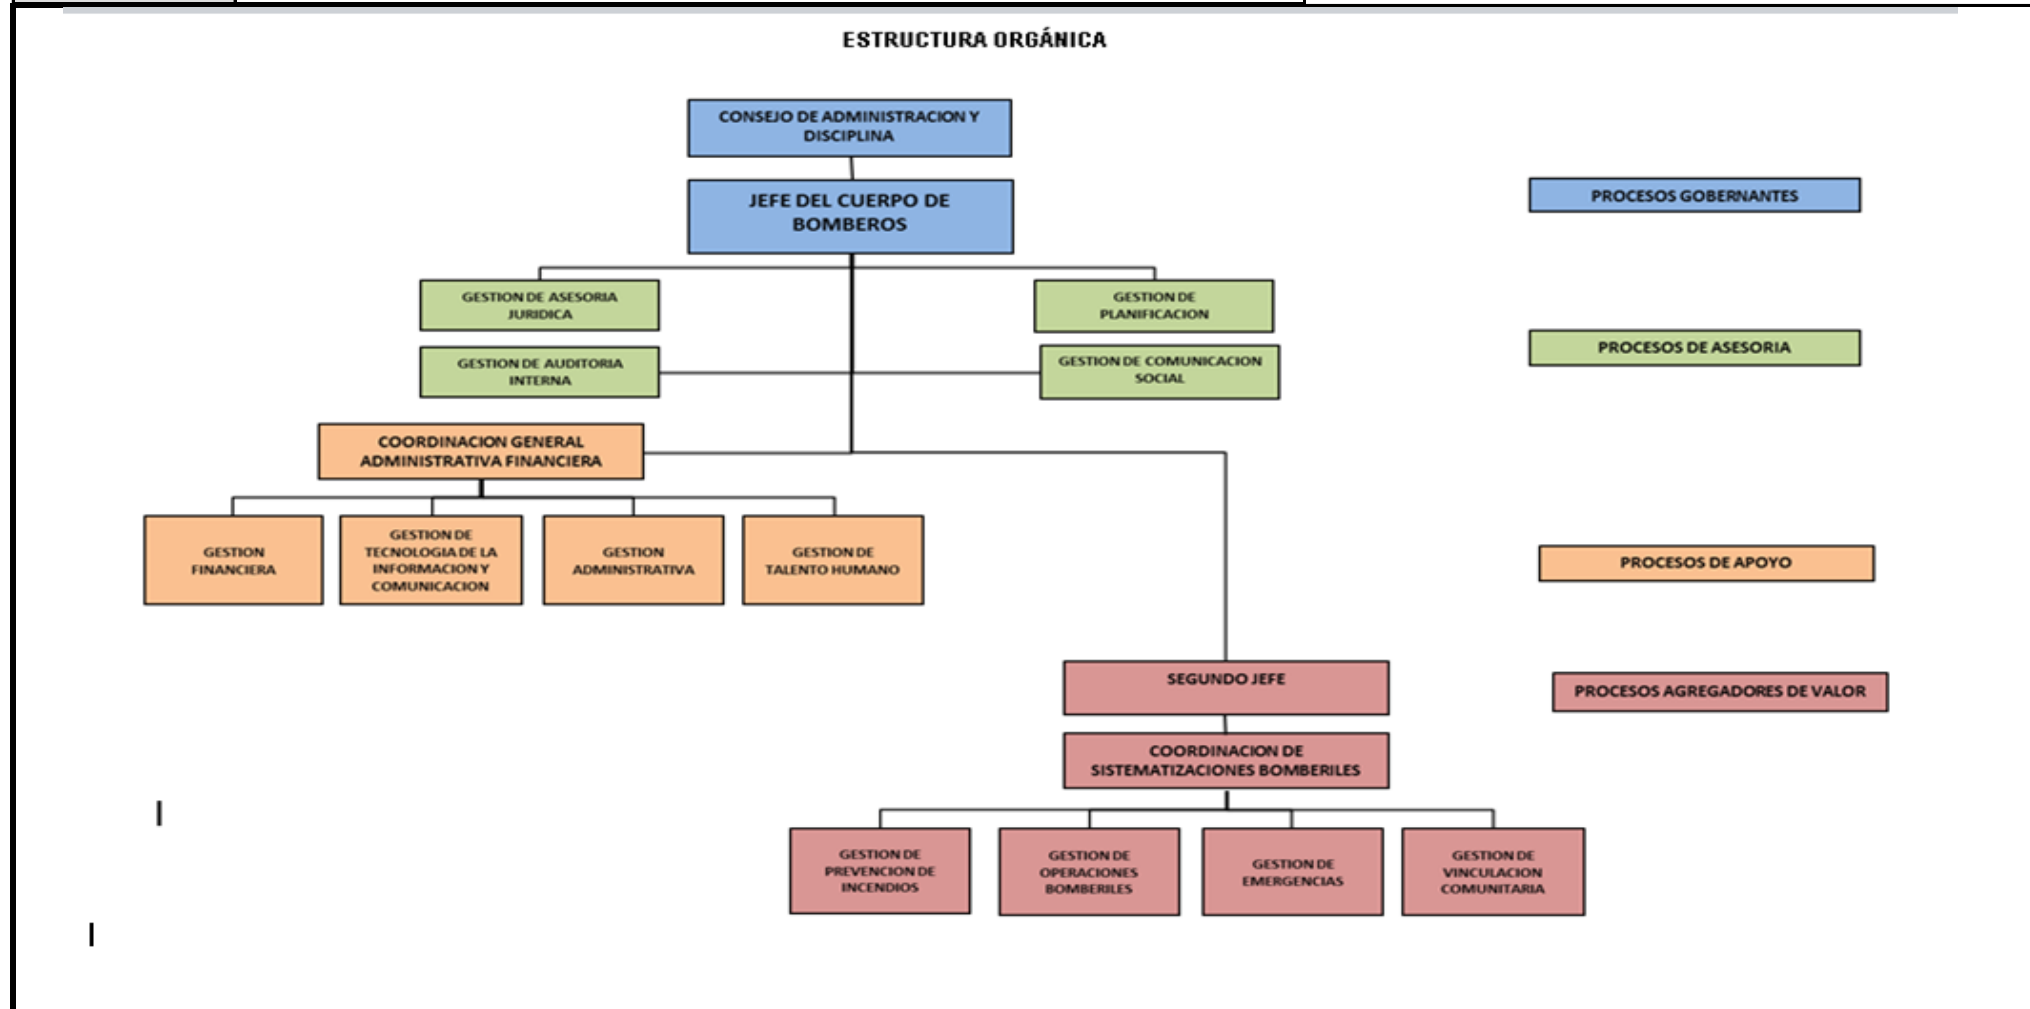 ESTRUCTURA ORGÁNICA
CONSEJO DE ADMINISTRACION Y
DISCIPLINA
JEFE DEL CUERPO DE
BOMBEROS
PROCESOS GOBERNANTES
GESTION DE ASESORIA
JURIDICA
GESTION DE
PLANIFICACION
GESTION DE AUDITORIA
INTERNA
GESTION DE COMUNICACION
SOCIAL
PROCESOS DE ASESORIA
COORDINACION GENERAL
ADMINISTRATIVA FINANCIERA
GESTION
FINANCIERA
GESTION DE
TECNOLOGIA DE LA
INFORMACION Y
COMUNICACION
GESTION
ADMINISTRATIVA
GESTION DE
TALENTO HUMANO
PROCESOS DE APOYO
SEGUNDO JEFE
PROCESOS AGREGADORES DE VALOR
COORDINACION DE
SISTEMATIZACIONES BOMBERILES
GESTION DE
PREVENCION DE
INCENDIOS
GESTION DE
OPERACIONES
BOMBERILES
GESTION DE
EMERGENCIAS
GESTION DE
VINCULACION
COMUNITARIA